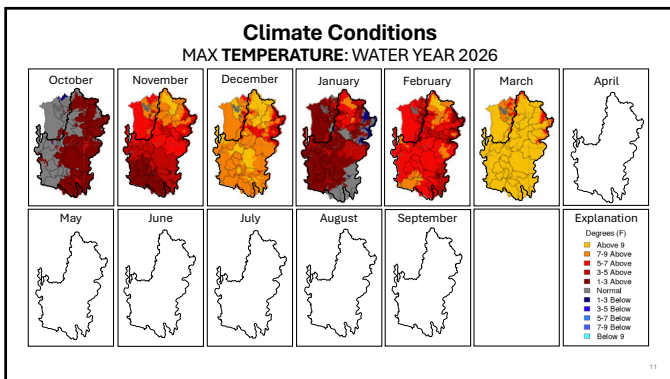 Climate Conditions
MAX TEMPERATURE: WATER YEAR 2026
October
November
December
January
February
March
April
May
June
July
August
September
Explanation
Degrees (F)
Above 9
7-9 Above
5-7 Above
3-5 Above
1-3 Above
Normal
1-3 Below
3-5 Below
5-7 Below
7-9 Below
Below 9
11